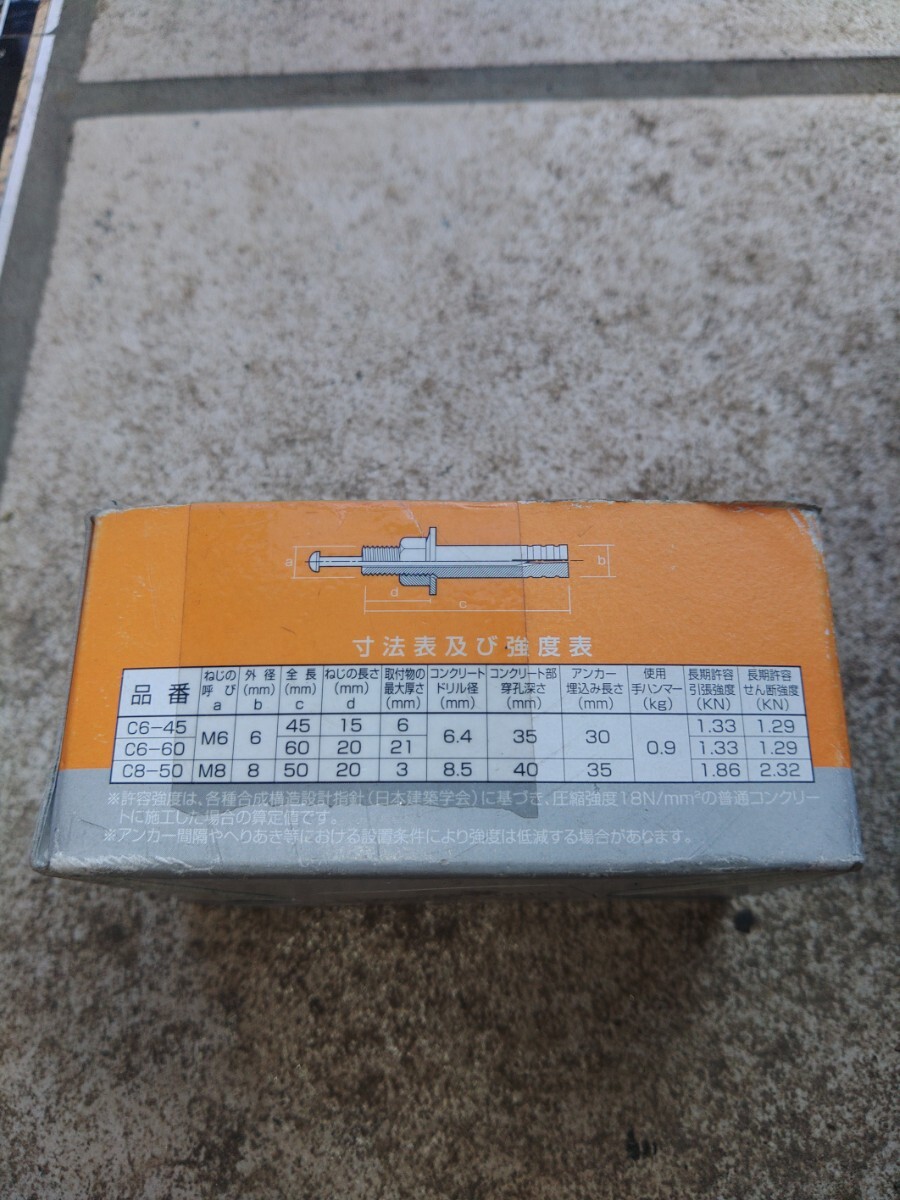 a
b
d
c
寸法表及び強度表
品番 ねじの呼び a 外径(mm) b 全長(mm) c ねじの長さ(mm) d 取付物の最大厚さ(mm) コンクリートドリル径(mm) コンクリート部穿孔深さ(mm) アンカー埋込み長さ(mm) 使用手ハンマー(kg) 長期許容引張強度(KN) 長期許容せん断強度(KN)
C6-45 M6 6 45 15 6 6.4 35 30 0.9 1.33 1.29
C6-60 60 20 21 1.33 1.29
C8-50 M8 8 50 20 3 8.5 40 35 1.86 2.32
※許容強度は、各種合成構造設計指針(日本建築学会)に基づき、圧縮強度18N/mm²の普通コンクリー
トに施工した場合の算定値です。
※アンカー間隔やへりあき等における設置条件により強度は低減する場合があります。